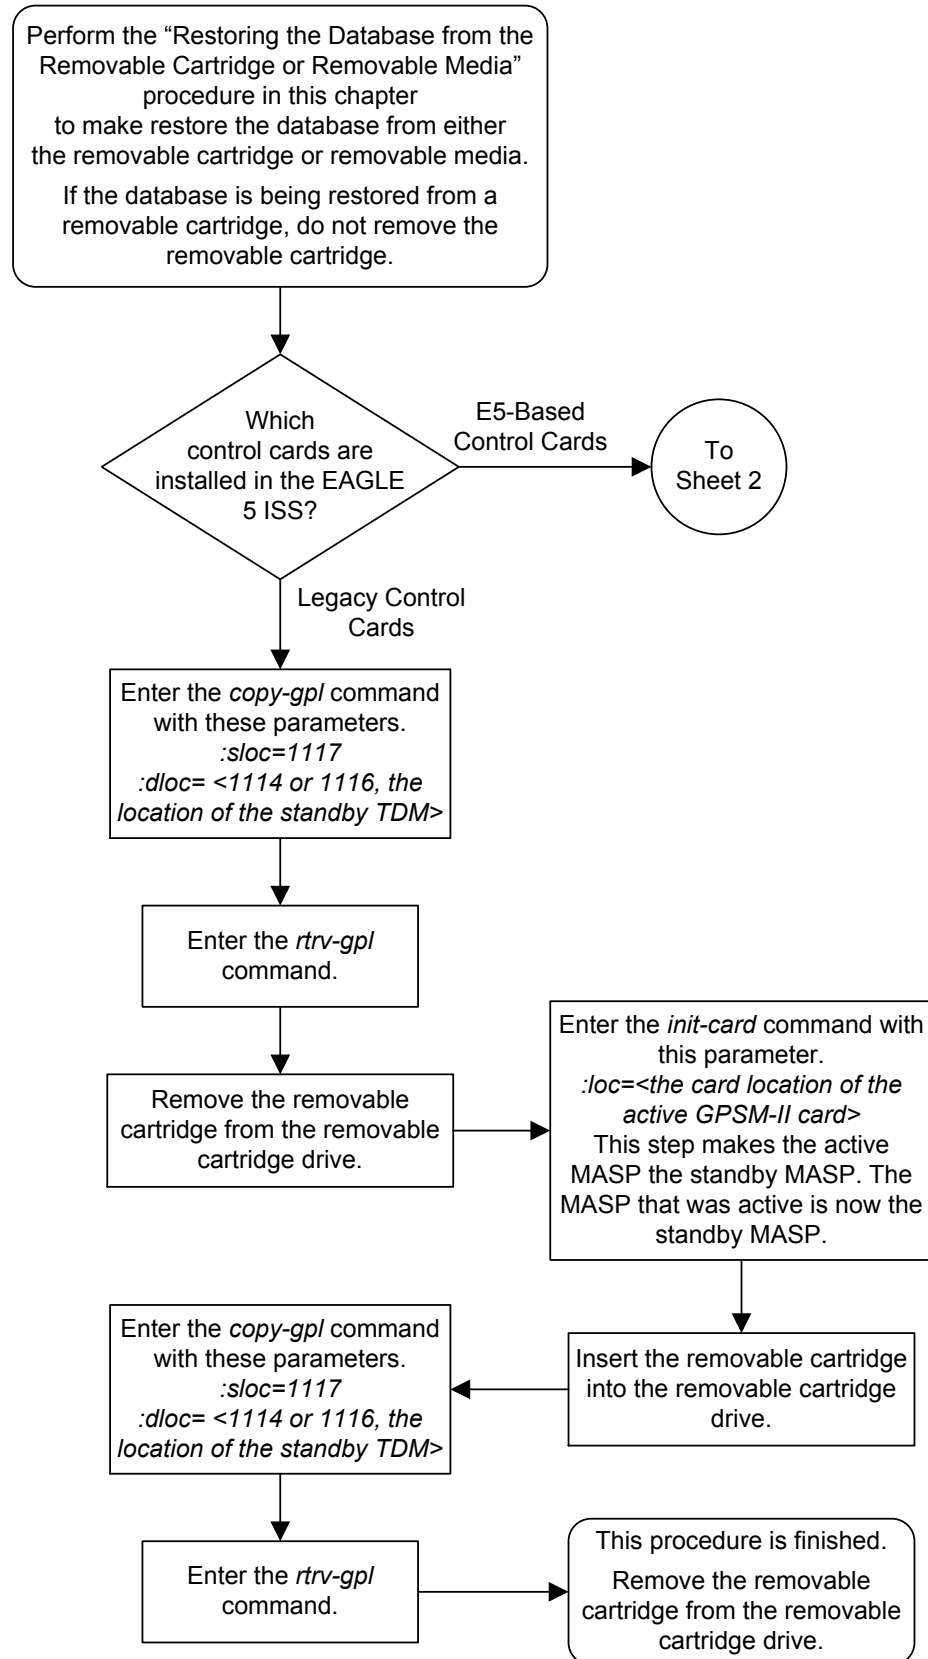 Perform the “Restoring the Database from the
Removable Cartridge or Removable Media”
procedure in this chapter
to make restore the database from either
the removable cartridge or removable media.
If the database is being restored from a
removable cartridge, do not remove the
removable cartridge.
Which
control cards are
installed in the EAGLE
5 ISS?
E5-Based
Control Cards
To
Sheet 2
Legacy Control
Cards
Enter the copy-gpl command
with these parameters.
:sloc=1117
:dloc= <1114 or 1116, the
location of the standby TDM>
Enter the rtrv-gpl
command.
Remove the removable
cartridge from the removable
cartridge drive.
Enter the init-card command with
this parameter.
:loc=<the card location of the
active GPSM-II card>
This step makes the active
MASP the standby MASP. The
MASP that was active is now the
standby MASP.
Insert the removable cartridge
into the removable cartridge
drive.
Enter the copy-gpl command
with these parameters.
:sloc=1117
:dloc= <1114 or 1116, the
location of the standby TDM>
Enter the rtrv-gpl
command.
This procedure is finished.
Remove the removable
cartridge from the removable
cartridge drive.